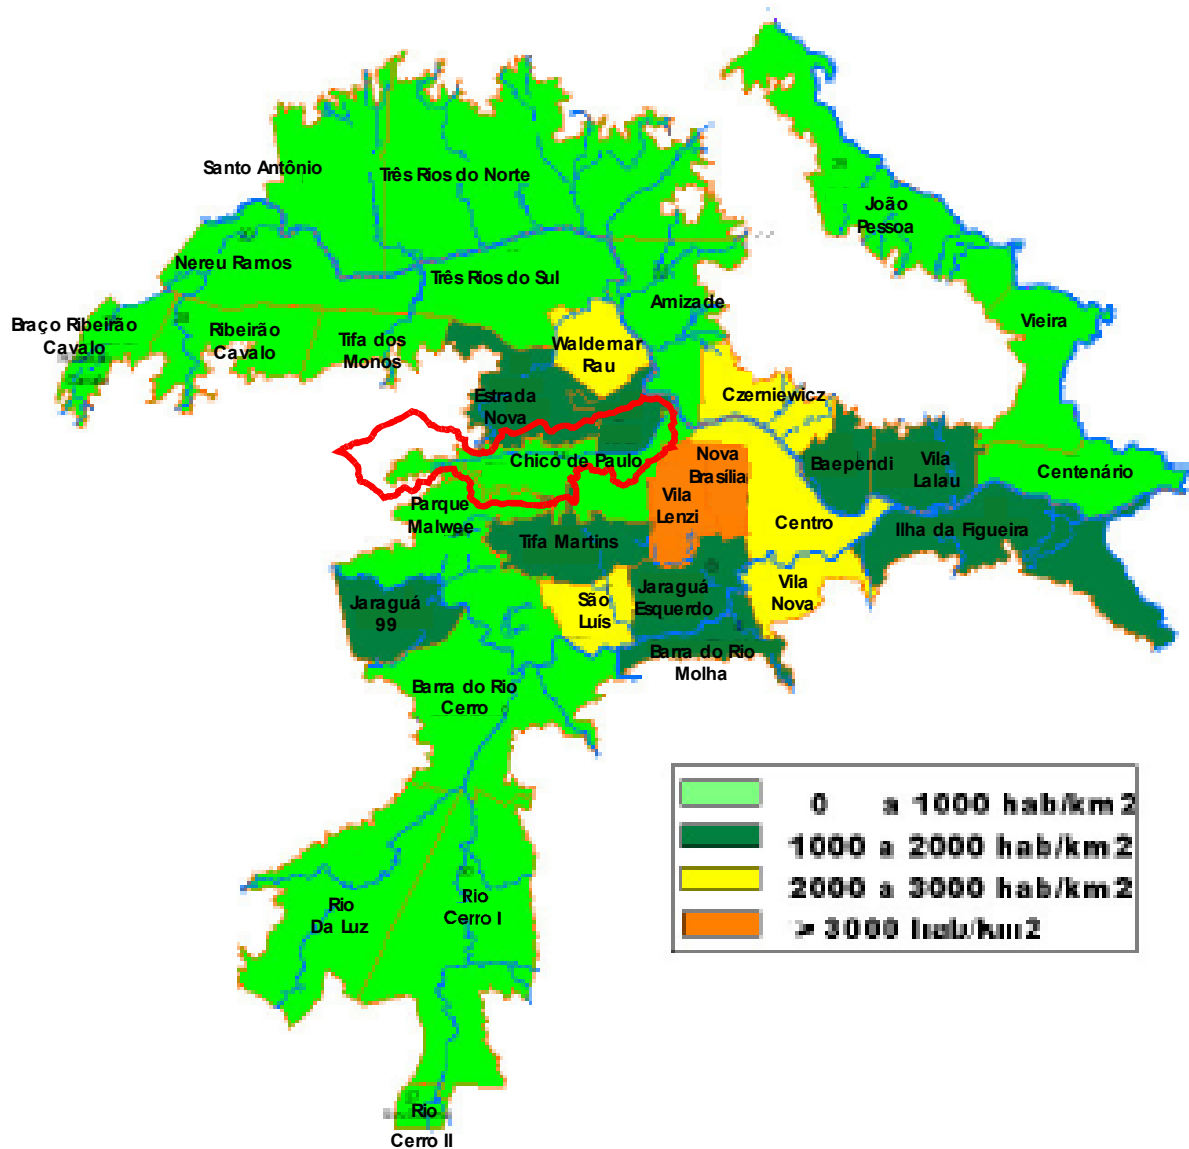 Santo Antônio
Três Rios do Norte
João
Pessoa
Nereu Ramos
Três Rios do Sul
Amizade
Vieira
Braço Ribeirão
Cavalo
Ribeirão
Cavalo
Tifa dos
Monos
Waldemar
Rau
Estrada
Nova
Czerniewicz
Chico de Paulo
Nova
Brasília
Baependi
Vila
Lalau
Centenário
Parque
Malwee
Vila
Lenzi
Centro
Ilha da Figueira
Tifa Martins
Jaraguá
99
São
Luís
Jaraguá
Esquerdo
Vila
Nova
Barra do Rio
Molha
Barra do Rio
Cerro
0 a 1000 hab/km2
1000 a 2000 hab/km2
2000 a 3000 hab/km2
> 3000 hab/km2
Rio
Da Luz
Rio
Cerro I
Rio
Cerro II